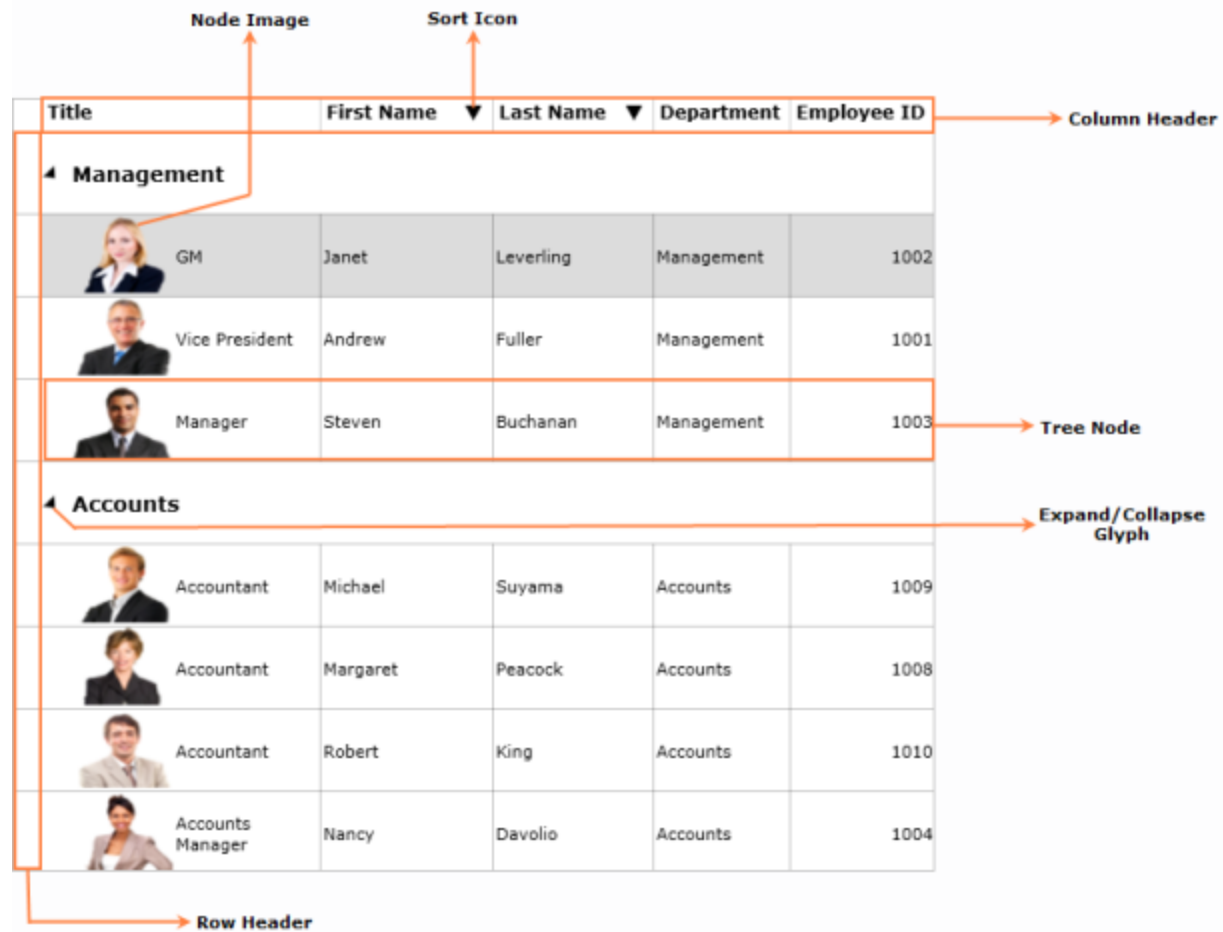 Node Image
Sort Icon
Title First Name ▼ Last Name ▼ Department Employee ID
Column Header
Management
GM Janet Leverling Management 1002
Vice President Andrew Fuller Management 1001
Manager Steven Buchanan Management 1003
Tree Node
Accounts
Expand/Collapse
Glyph
Accountant Michael Suyama Accounts 1009
Accountant Margaret Peacock Accounts 1008
Accountant Robert King Accounts 1010
Accounts
Manager Nancy Davolio Accounts 1004
Row Header